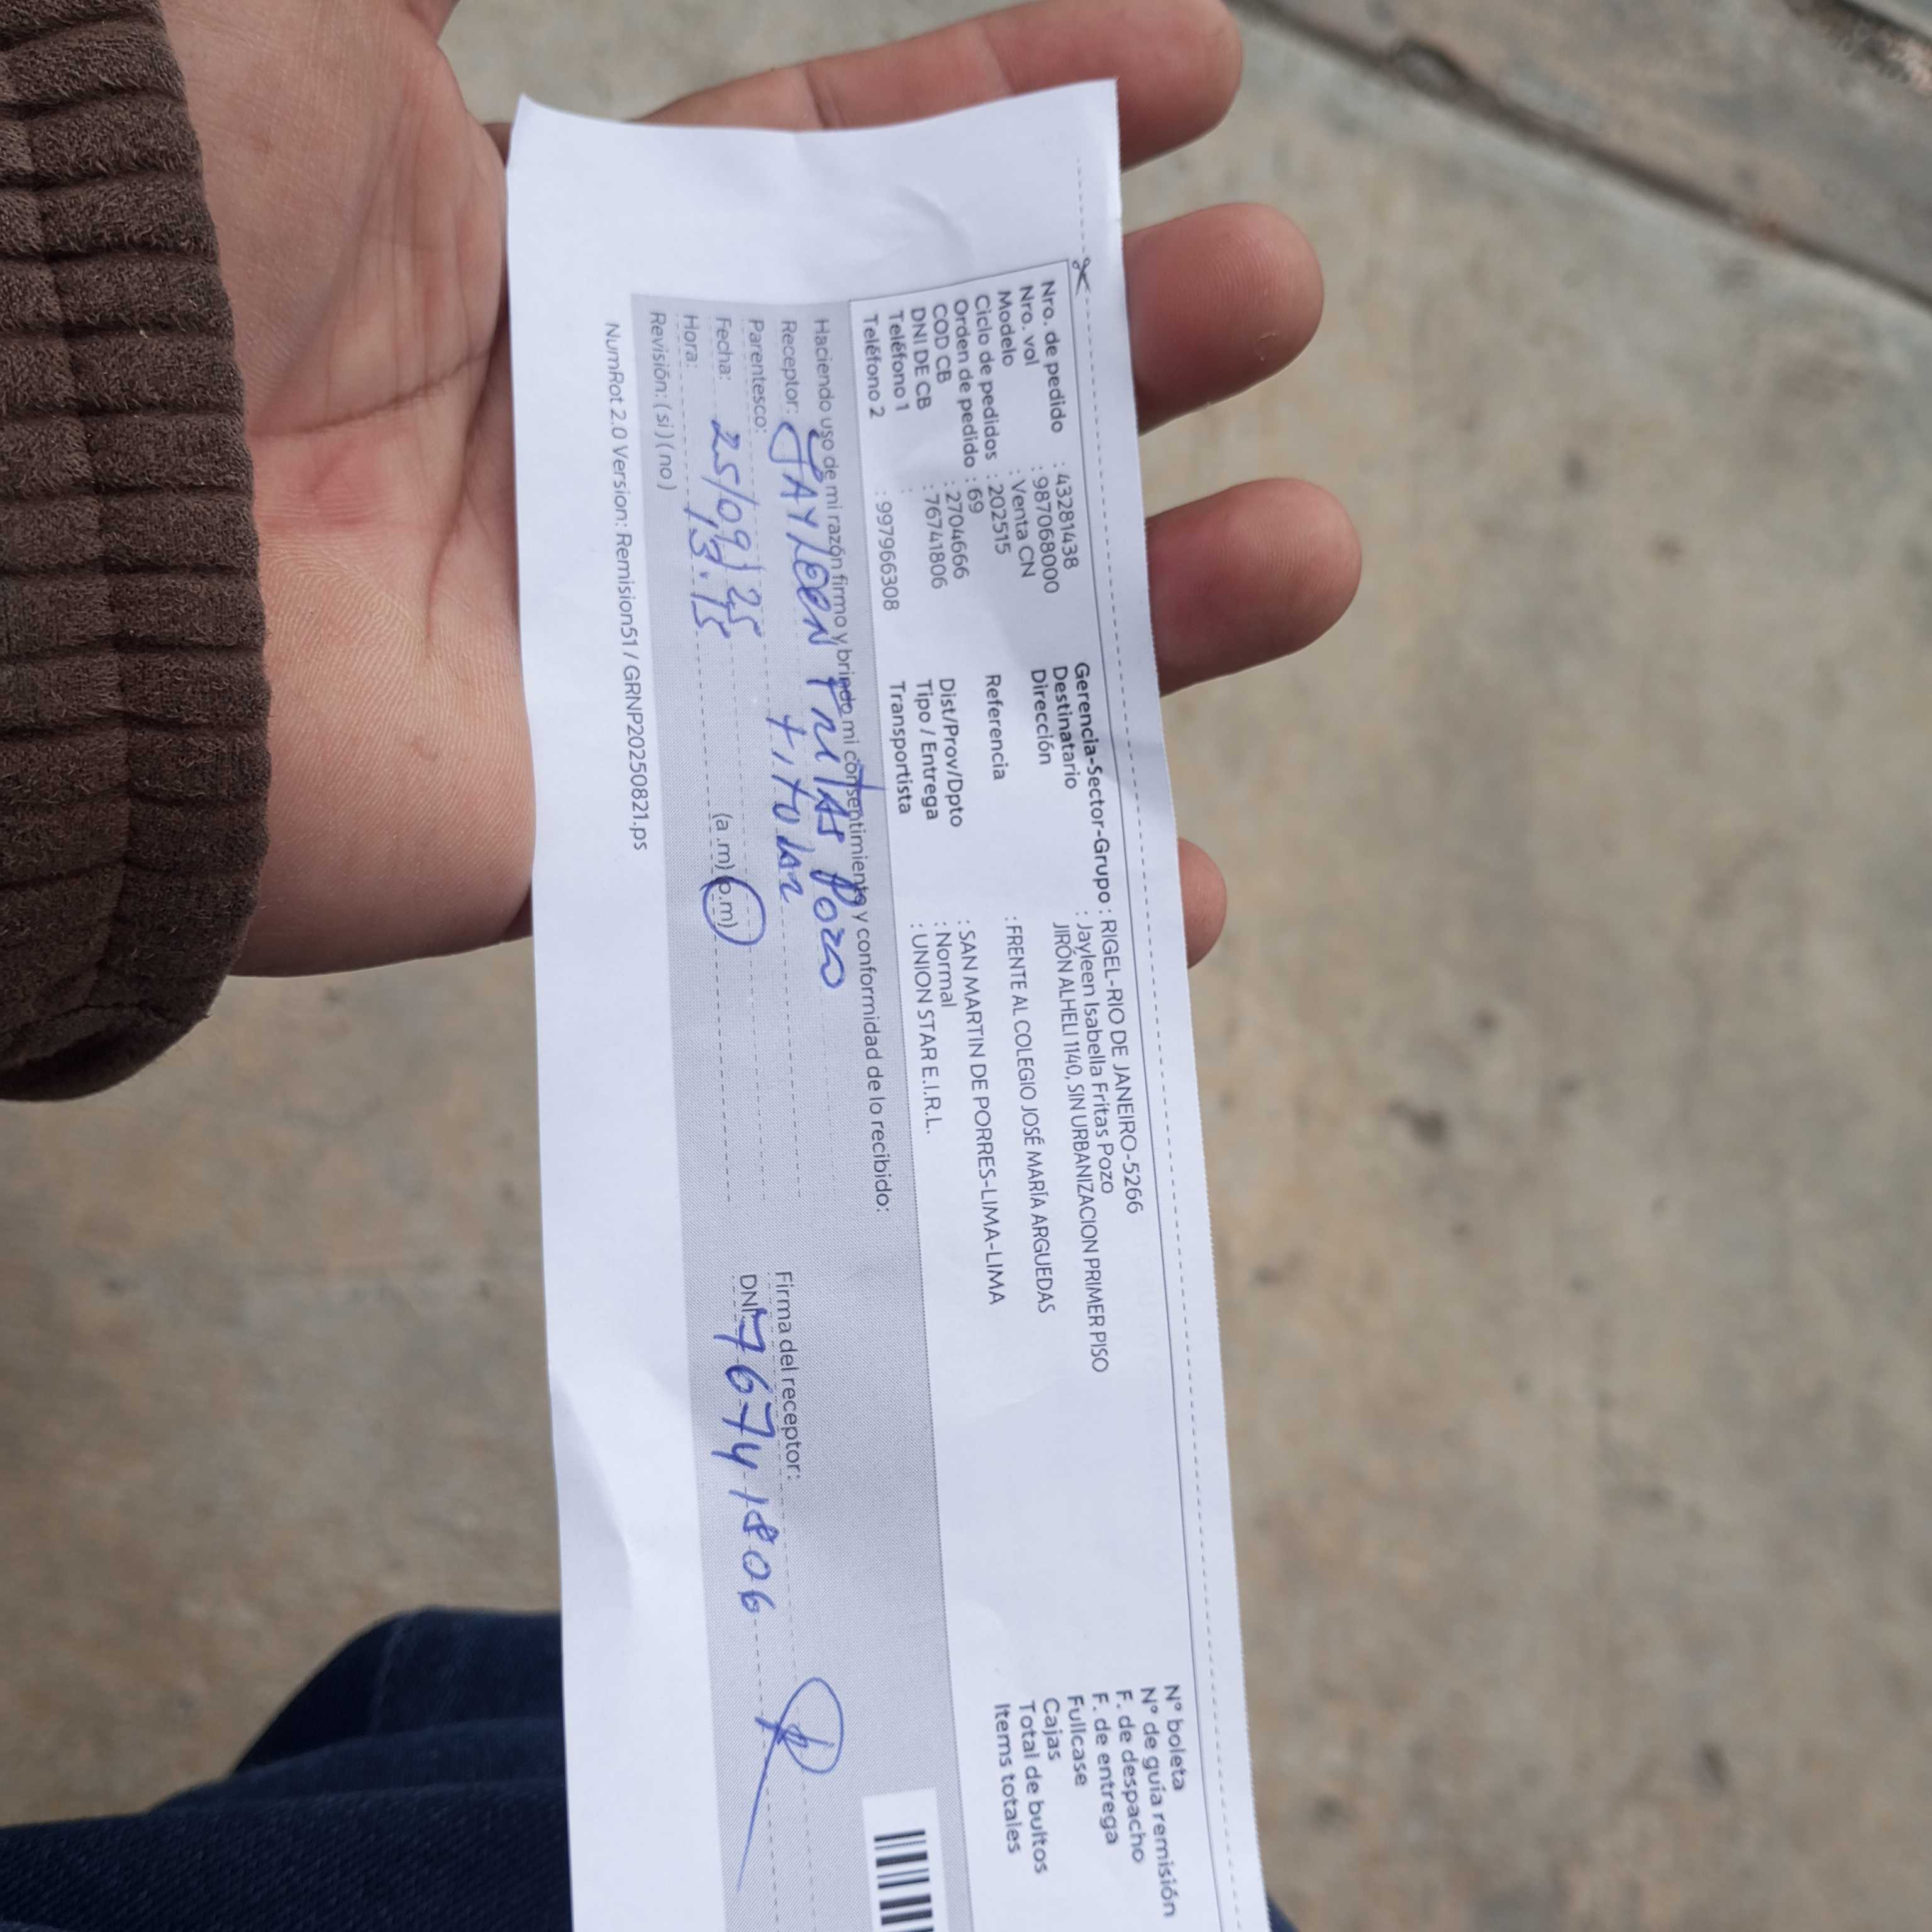 Nro. de pedido : 43281438
Nro. vol : 987068000
Modelo : Venta CN
Ciclo de pedidos : 202515
Orden de pedido : 69
COD CB : 2704666
DNI DE CB : 76741806
Teléfono 1 :
Teléfono 2 : 997966308
Gerencia-Sector-Grupo : RIGEL-RIO DE JANEIRO-5266
Destinatario : Jayleen Isabella Fritas Pozo
Dirección JIRÓN ALHELI 1140, SIN URBANIZACION PRIMER PISO
Referencia : FRENTE AL COLEGIO JOSÉ MARÍA ARGUEDAS
Dist/Prov/Dpto : SAN MARTIN DE PORRES-LIMA-LIMA
Tipo / Entrega : Normal
Transportista : UNION STAR E.I.R.L.
N° boleta
N° de guía remisión
F. de despacho
F. de entrega
Fullcase
Cajas
Total de bultos
Items totales
Haciendo uso de mi razón firmo y brindo mi consentimiento y conformidad de lo recibido:
Receptor: JAYLEEN FRITAS POZO
Parentesco: titular
Fecha: 25/09/25
Hora: 13.15 (a .m) (p.m)
Revisión: ( si ) ( no )
Firma del receptor:
DNI: 76741806
NumRot 2.0 Version: Remision51 / GRNP20250821.ps